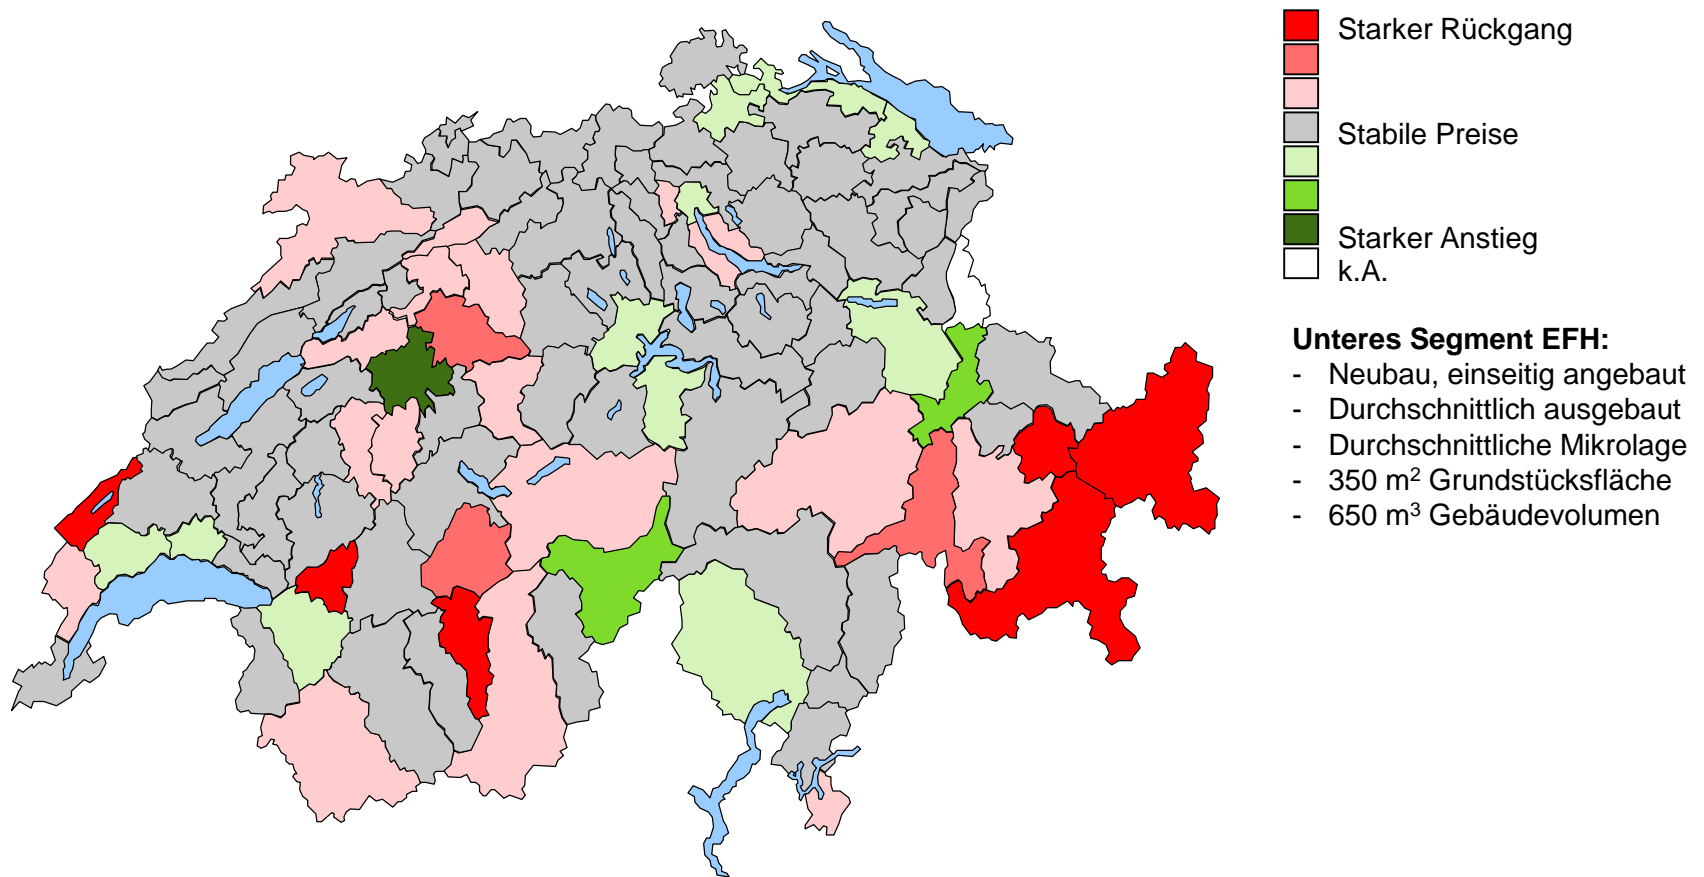 Starker Rückgang
Stabile Preise
Starker Anstieg
k.A.
Unteres Segment EFH:
- Neubau, einseitig angebaut
- Durchschnittlich ausgebaut
- Durchschnittliche Mikrolage
- 350 m² Grundstücksfläche
- 650 m³ Gebäudevolumen